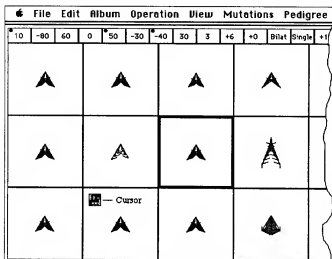 File Edit Album Operation View Mutations Pedigree
10 -80 60 0 50 -30 -40 30 3 +6 +0 Bilat Single +1
Cursor